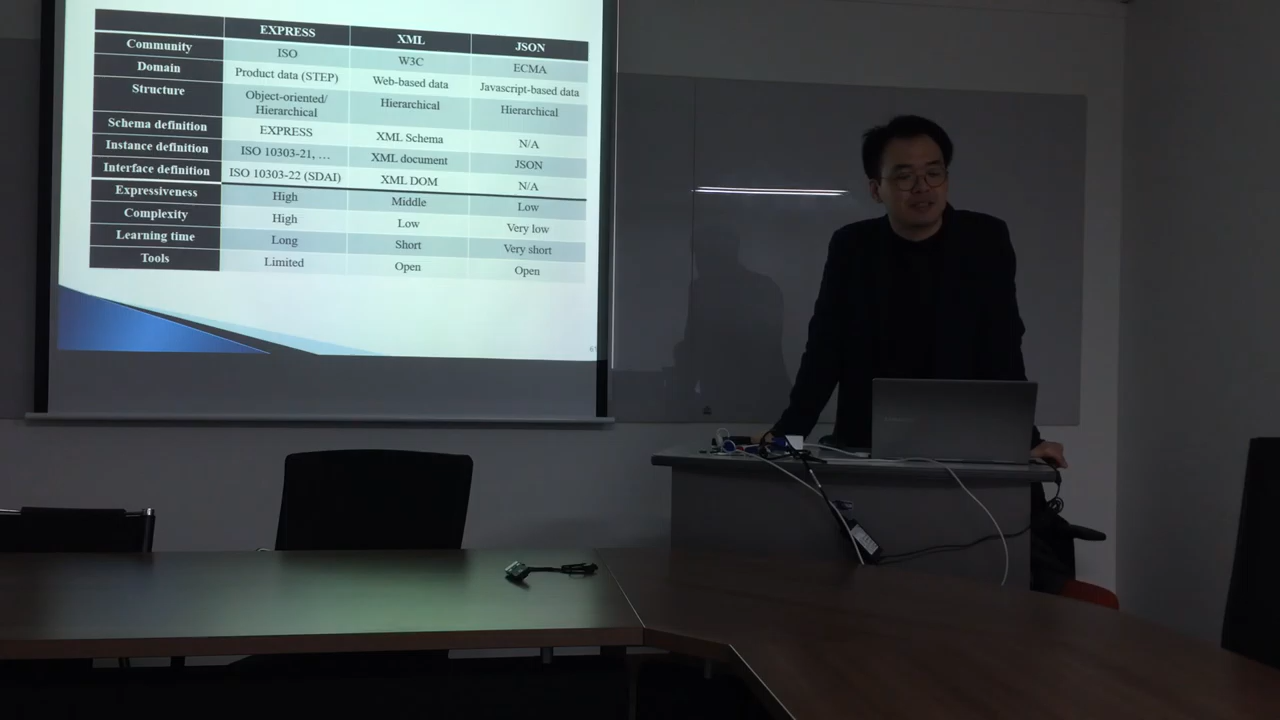 EXPRESS XML JSON
Community ISO W3C ECMA
Domain Product data (STEP) Web-based data Javascript-based data
Structure Object-oriented/ Hierarchical Hierarchical
Hierarchical
Schema definition EXPRESS XML Schema N/A
Instance definition ISO 10303-21, … XML document JSON
Interface definition ISO 10303-22 (SDAI) XML DOM N/A
Expressiveness High Middle Low
Complexity High Low Very low
Learning time Long Short Very short
Tools Limited Open Open